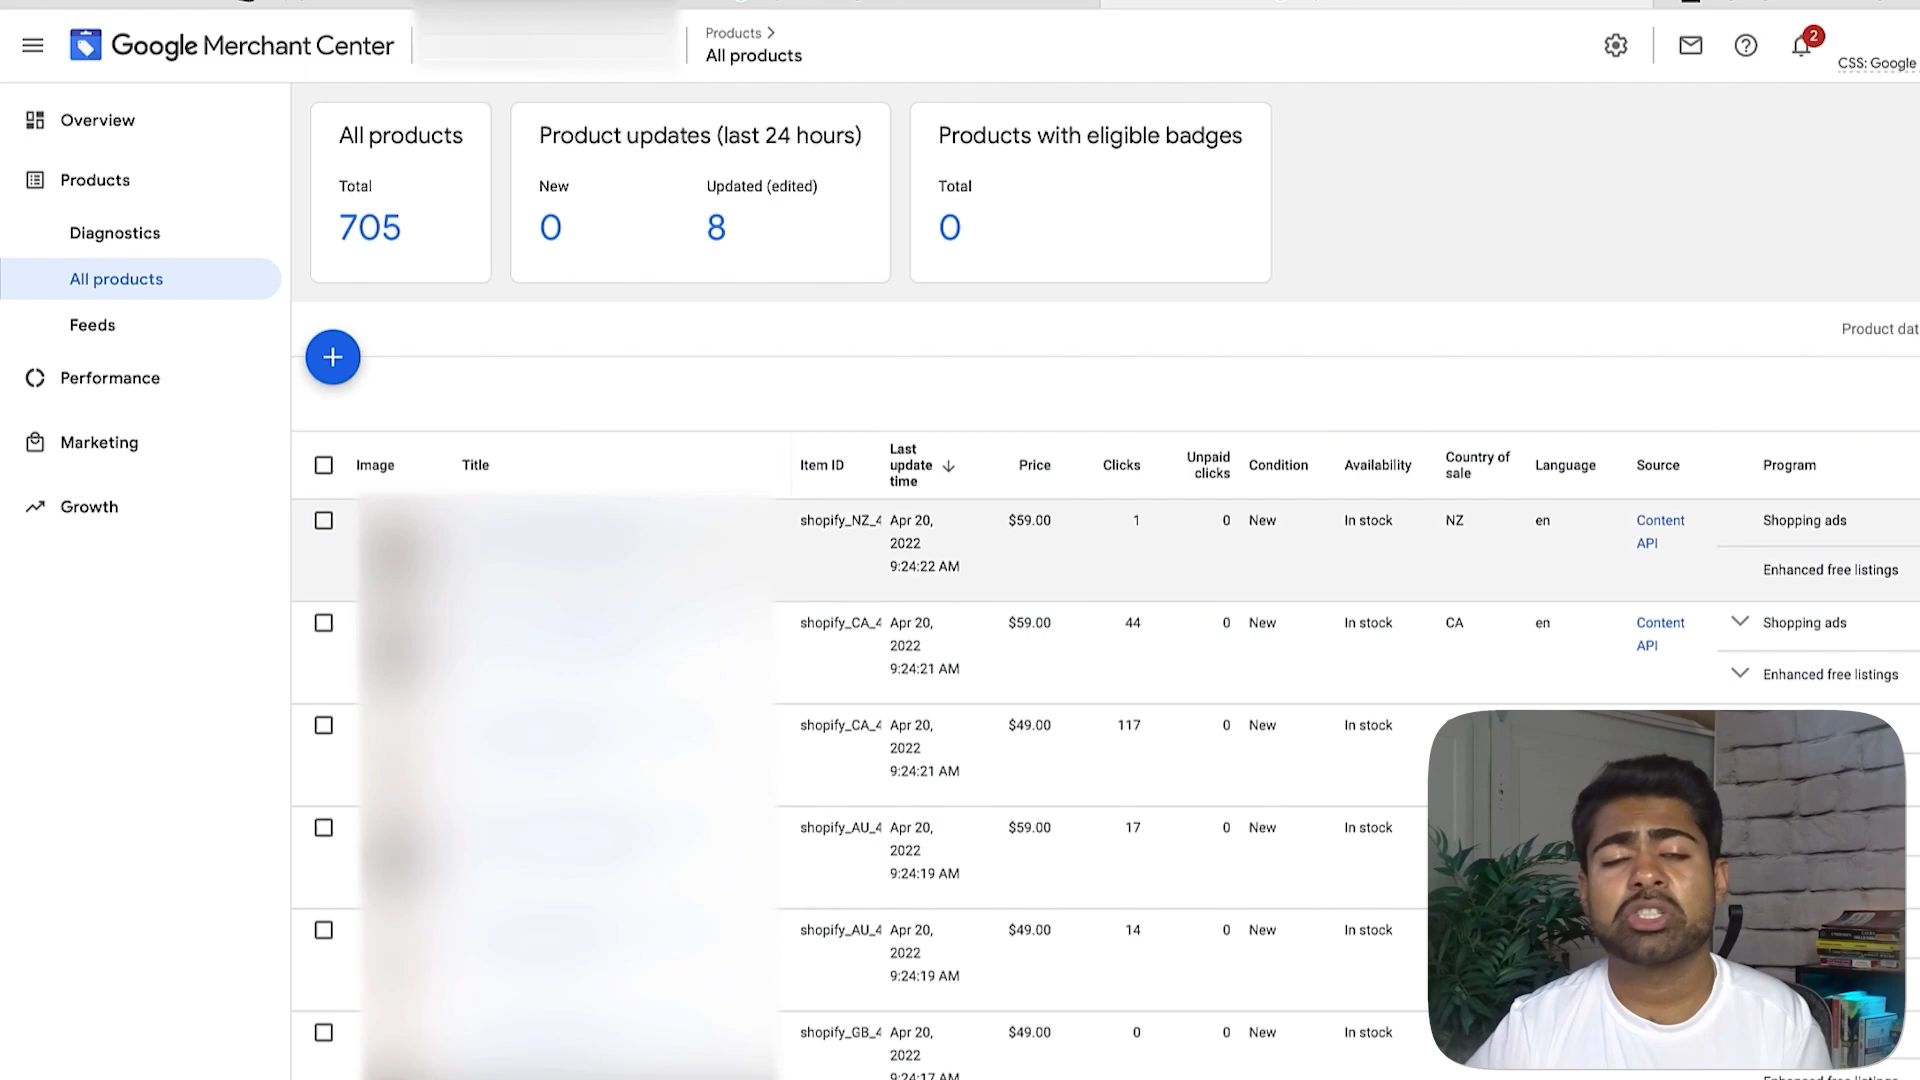 Google Merchant Center
Products
All products
2
CSS: Google
Overview
Products
Diagnostics
All products
Feeds
Performance
Marketing
Growth
All products
Total
705
Product updates (last 24 hours)
New
0
Updated (edited)
8
Products with eligible badges
Total
0
Product dat
Image Title Item ID Last update time Price Clicks Unpaid clicks Condition Availability Country of sale Language Source Program
shopify_NZ_4 Apr 20, $59.00 1 0 New In stock NZ en Content Shopping ads
2022 API
9:24:22 AM Enhanced free listings
shopify_CA_4 Apr 20, $59.00 44 0 New In stock CA en Content Shopping ads
2022 API
9:24:21 AM Enhanced free listings
shopify_CA_4 Apr 20, $49.00 117 0 New In stock
2022
9:24:21 AM
shopify_AU_4 Apr 20, $59.00 17 0 New In stock
2022
9:24:19 AM
shopify_AU_4 Apr 20, $49.00 14 0 New In stock
2022
9:24:19 AM
shopify_GB_4 Apr 20, $49.00 0 0 New In stock
2022
9:24:17 AM